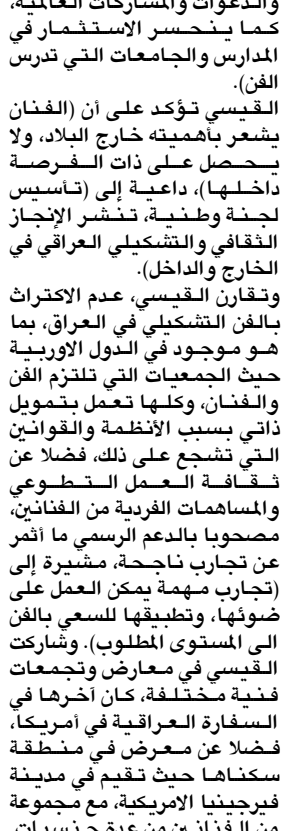 والدعوات والمشاركات العالمية،
كما ينحسر الاستثمار في
المدارس والجامعات التي تدرس
الفن).
القيسي تؤكد على أن (الفنان
يشعر بأهميته خارج البلاد، ولا
يحصل على ذات الفرصة
داخلها)، داعية إلى (تأسيس
لجنة وطنية، تنشر الإنجاز
الثقافي والتشكيلي العراقي في
الخارج والداخل).
وتقارن القيسي، عدم الاكتراث
بالفن التشكيلي في العراق، بما
هو موجود في الدول الاوربية
حيث الجمعيات التي تلتزم الفن
والفنان، وكلها تعمل بتمويل
ذاتي بسبب الأنظمة والقوانين
التي تشجع على ذلك، فضلا عن
ثقافة العمل التطوعي
والمساهمات الفردية من الفنانين،
مصحوبا بالدعم الرسمي ما أثمر
عن تجارب ناجحة، مشيرة إلى
(تجارب مهمة يمكن العمل على
ضوئها، وتطبيقها للسعي بالفن
الى المستوى المطلوب). وشاركت
القيسي في معارض وتجمعات
فنية مختلفة، كان آخرها في
السفارة العراقية في أمريكا،
فضلا عن معرض في منطقة
سكناها حيث تقيم في مدينة
فيرجينيا الامريكية، مع مجموعة
من الفنانين من عدة جنسيات